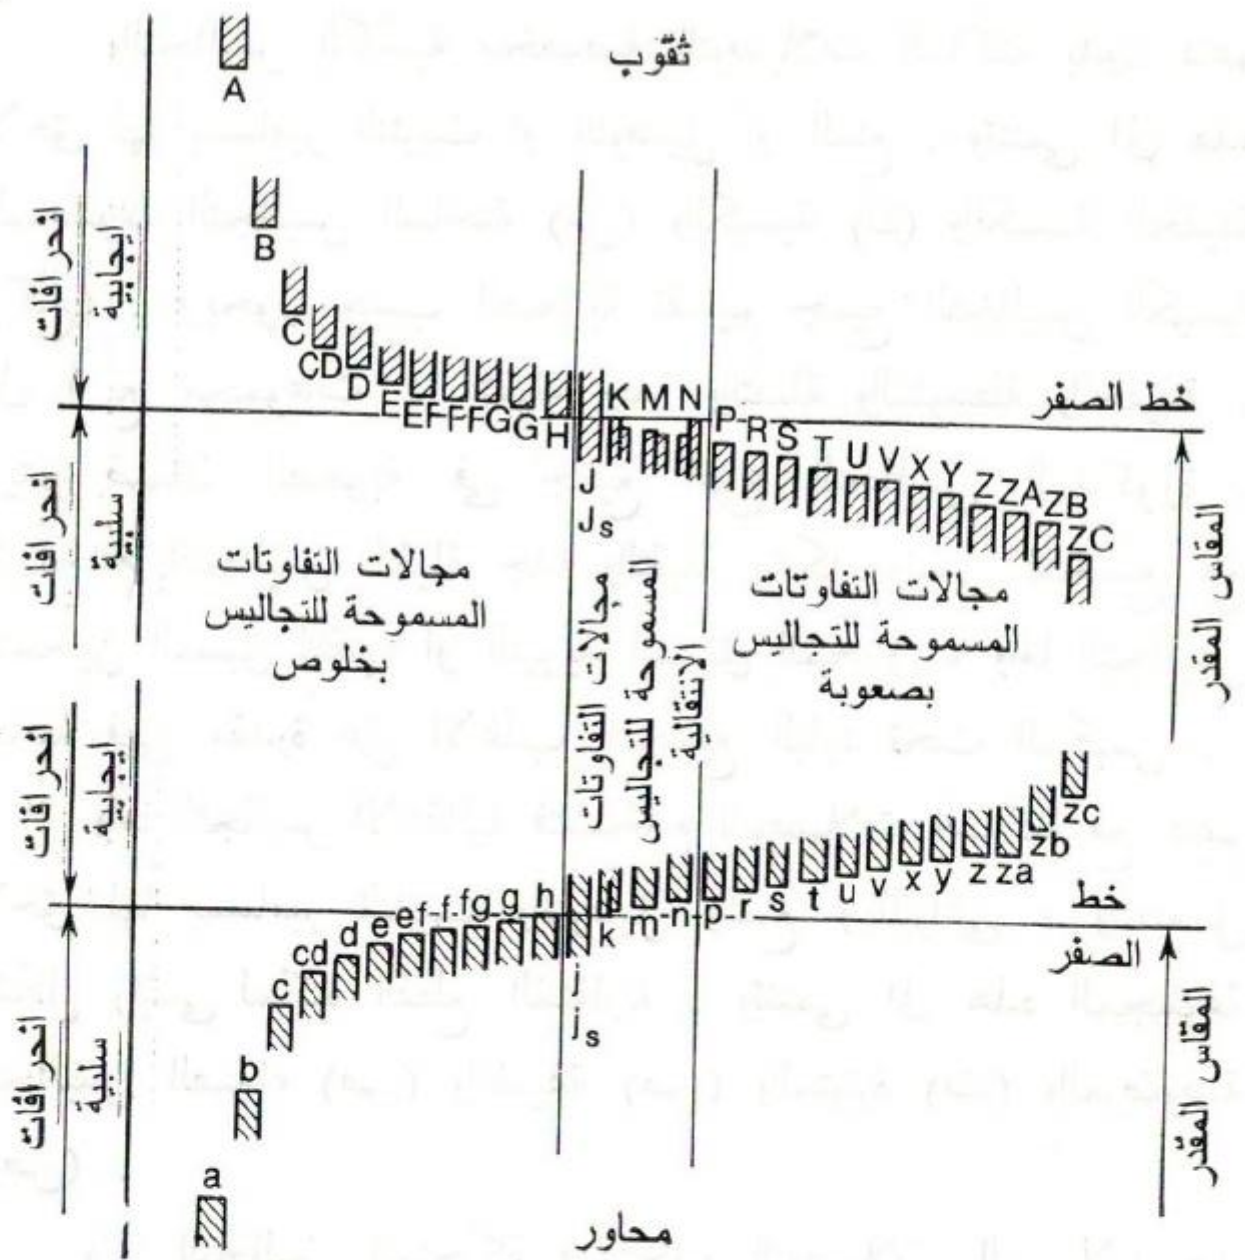 ثقوب
A
B
C
CD
D
E
EF
F
FG
G
H
J
Js
K
M
N
P
R
S
T
U
V
X
Y
Z
ZA
ZB
ZC
خط الصفر
انحرافات
ايجابية
انحرافات
سلبية
المقاس المقدر
مجالات التفاوتات
المسموحة للتجاليس
بخلوص
مجالات التفاوتات
المسموحة للتجاليس
الانتقالية
مجالات التفاوتات
المسموحة للتجاليس
بصعوبة
انحرافات
ايجابية
انحرافات
سلبية
a
b
c
cd
d
e
ef
f
fg
g
h
j
js
k
m
n
p
r
s
t
u
v
x
y
z
za
zb
zc
خط
الصفر
المقاس المقدر
محاور